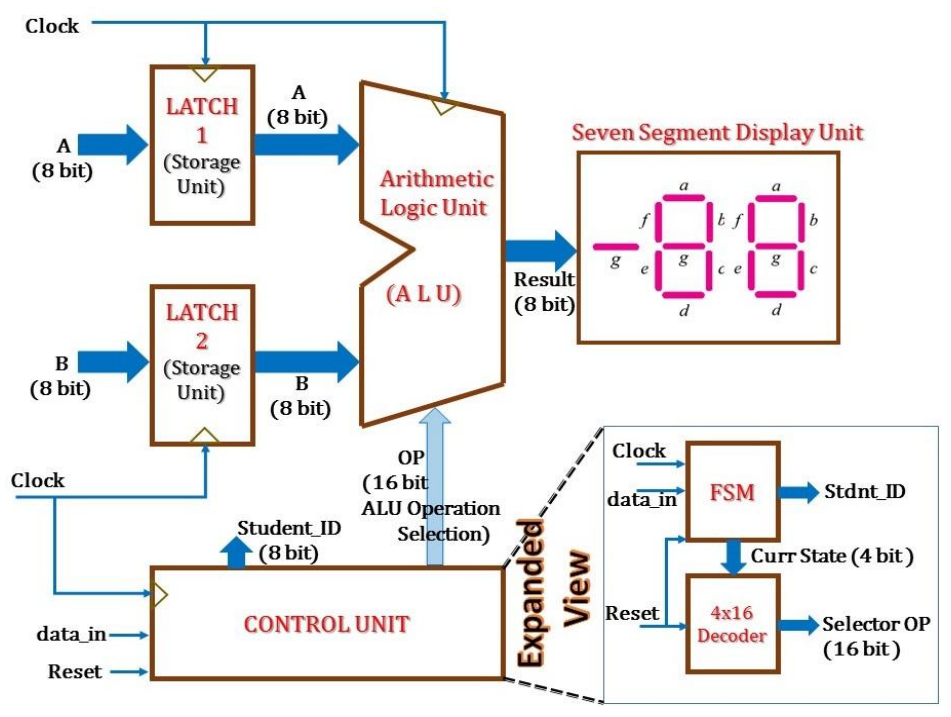 Clock
LATCH
1
(Storage
Unit)
A
(8 bit)
A
(8 bit)
Arithmetic
Logic Unit
(A L U)
Seven Segment Display Unit
a
f
b
g
e
c
d
a
f
b
g
e
c
d
g
Result
(8 bit)
LATCH
2
(Storage
Unit)
B
(8 bit)
B
(8 bit)
Clock
OP
(16 bit
ALU Operation
Selection)
Student_ID
(8 bit)
CONTROL UNIT
data_in
Reset
Expanded
View
Clock
data_in
FSM
Stdnt_ID
Curr State (4 bit )
Reset
4x16
Decoder
Selector OP
(16 bit )